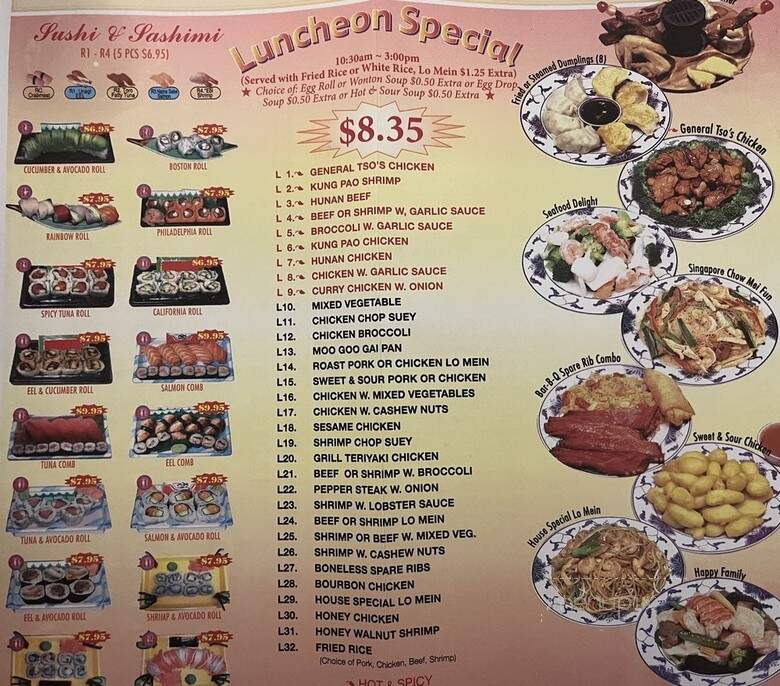 Sushi & Sashimi
R1 - R4 (5 PCS $6.95)
Crabmeat
R1. Unagi
Eel
R2. Toro
Fatty Tuna
Salmon
Shrimp
$6.95
CUCUMBER & AVOCADO ROLL
$7.95
BOSTON ROLL
$7.95
RAINBOW ROLL
$7.95
PHILADELPHIA ROLL
$7.95
SPICY TUNA ROLL
$6.95
CALIFORNIA ROLL
$7.95
EEL & CUCUMBER ROLL
$9.95
SALMON COMB
$9.95
TUNA COMB
$9.95
EEL COMB
$7.95
TUNA & AVOCADO ROLL
$7.95
SALMON & AVOCADO ROLL
$7.95
EEL & AVOCADO ROLL
$7.95
SHRIMP & AVOCADO ROLL
$7.95
$7.95
Luncheon Special
10:30am ~ 3:00pm
(Served with Fried Rice or White Rice, Lo Mein $1.25 Extra)
★ Choice of: Egg Roll or Wonton Soup $0.50 Extra or Egg Drop
Soup $0.50 Extra or Hot & Sour Soup $0.50 Extra ★
$8.35
L 1. GENERAL TSO'S CHICKEN
L 2. KUNG PAO SHRIMP
L 3. HUNAN BEEF
L 4. BEEF OR SHRIMP W, GARLIC SAUCE
L 5. BROCCOLI W. GARLIC SAUCE
L 6. KUNG PAO CHICKEN
L 7. HUNAN CHICKEN
L 8. CHICKEN W. GARLIC SAUCE
L 9. CURRY CHICKEN W. ONION
L10. MIXED VEGETABLE
L11. CHICKEN CHOP SUEY
L12. CHICKEN BROCCOLI
L13. MOO GOO GAI PAN
L14. ROAST PORK OR CHICKEN LO MEIN
L15. SWEET & SOUR PORK OR CHICKEN
L16. CHICKEN W. MIXED VEGETABLES
L17. CHICKEN W. CASHEW NUTS
L18. SESAME CHICKEN
L19. SHRIMP CHOP SUEY
L20. GRILL TERIYAKI CHICKEN
L21. BEEF OR SHRIMP W. BROCCOLI
L22. PEPPER STEAK W. ONION
L23. SHRIMP W. LOBSTER SAUCE
L24. BEEF OR SHRIMP LO MEIN
L25. SHRIMP OR BEEF W. MIXED VEG.
L26. SHRIMP W. CASHEW NUTS
L27. BONELESS SPARE RIBS
L28. BOURBON CHICKEN
L29. HOUSE SPECIAL LO MEIN
L30. HONEY CHICKEN
L31. HONEY WALNUT SHRIMP
L32. FRIED RICE
(Choice of Pork, Chicken, Beef, Shrimp)
HOT & SPICY
Fried or Steamed Dumplings (8)
General Tso's Chicken
Seafood Delight
Singapore Chow Mei Fun
Bar-B-Q Spare Rib Combo
Sweet & Sour Chicken
House Special Lo Mein
Happy Family